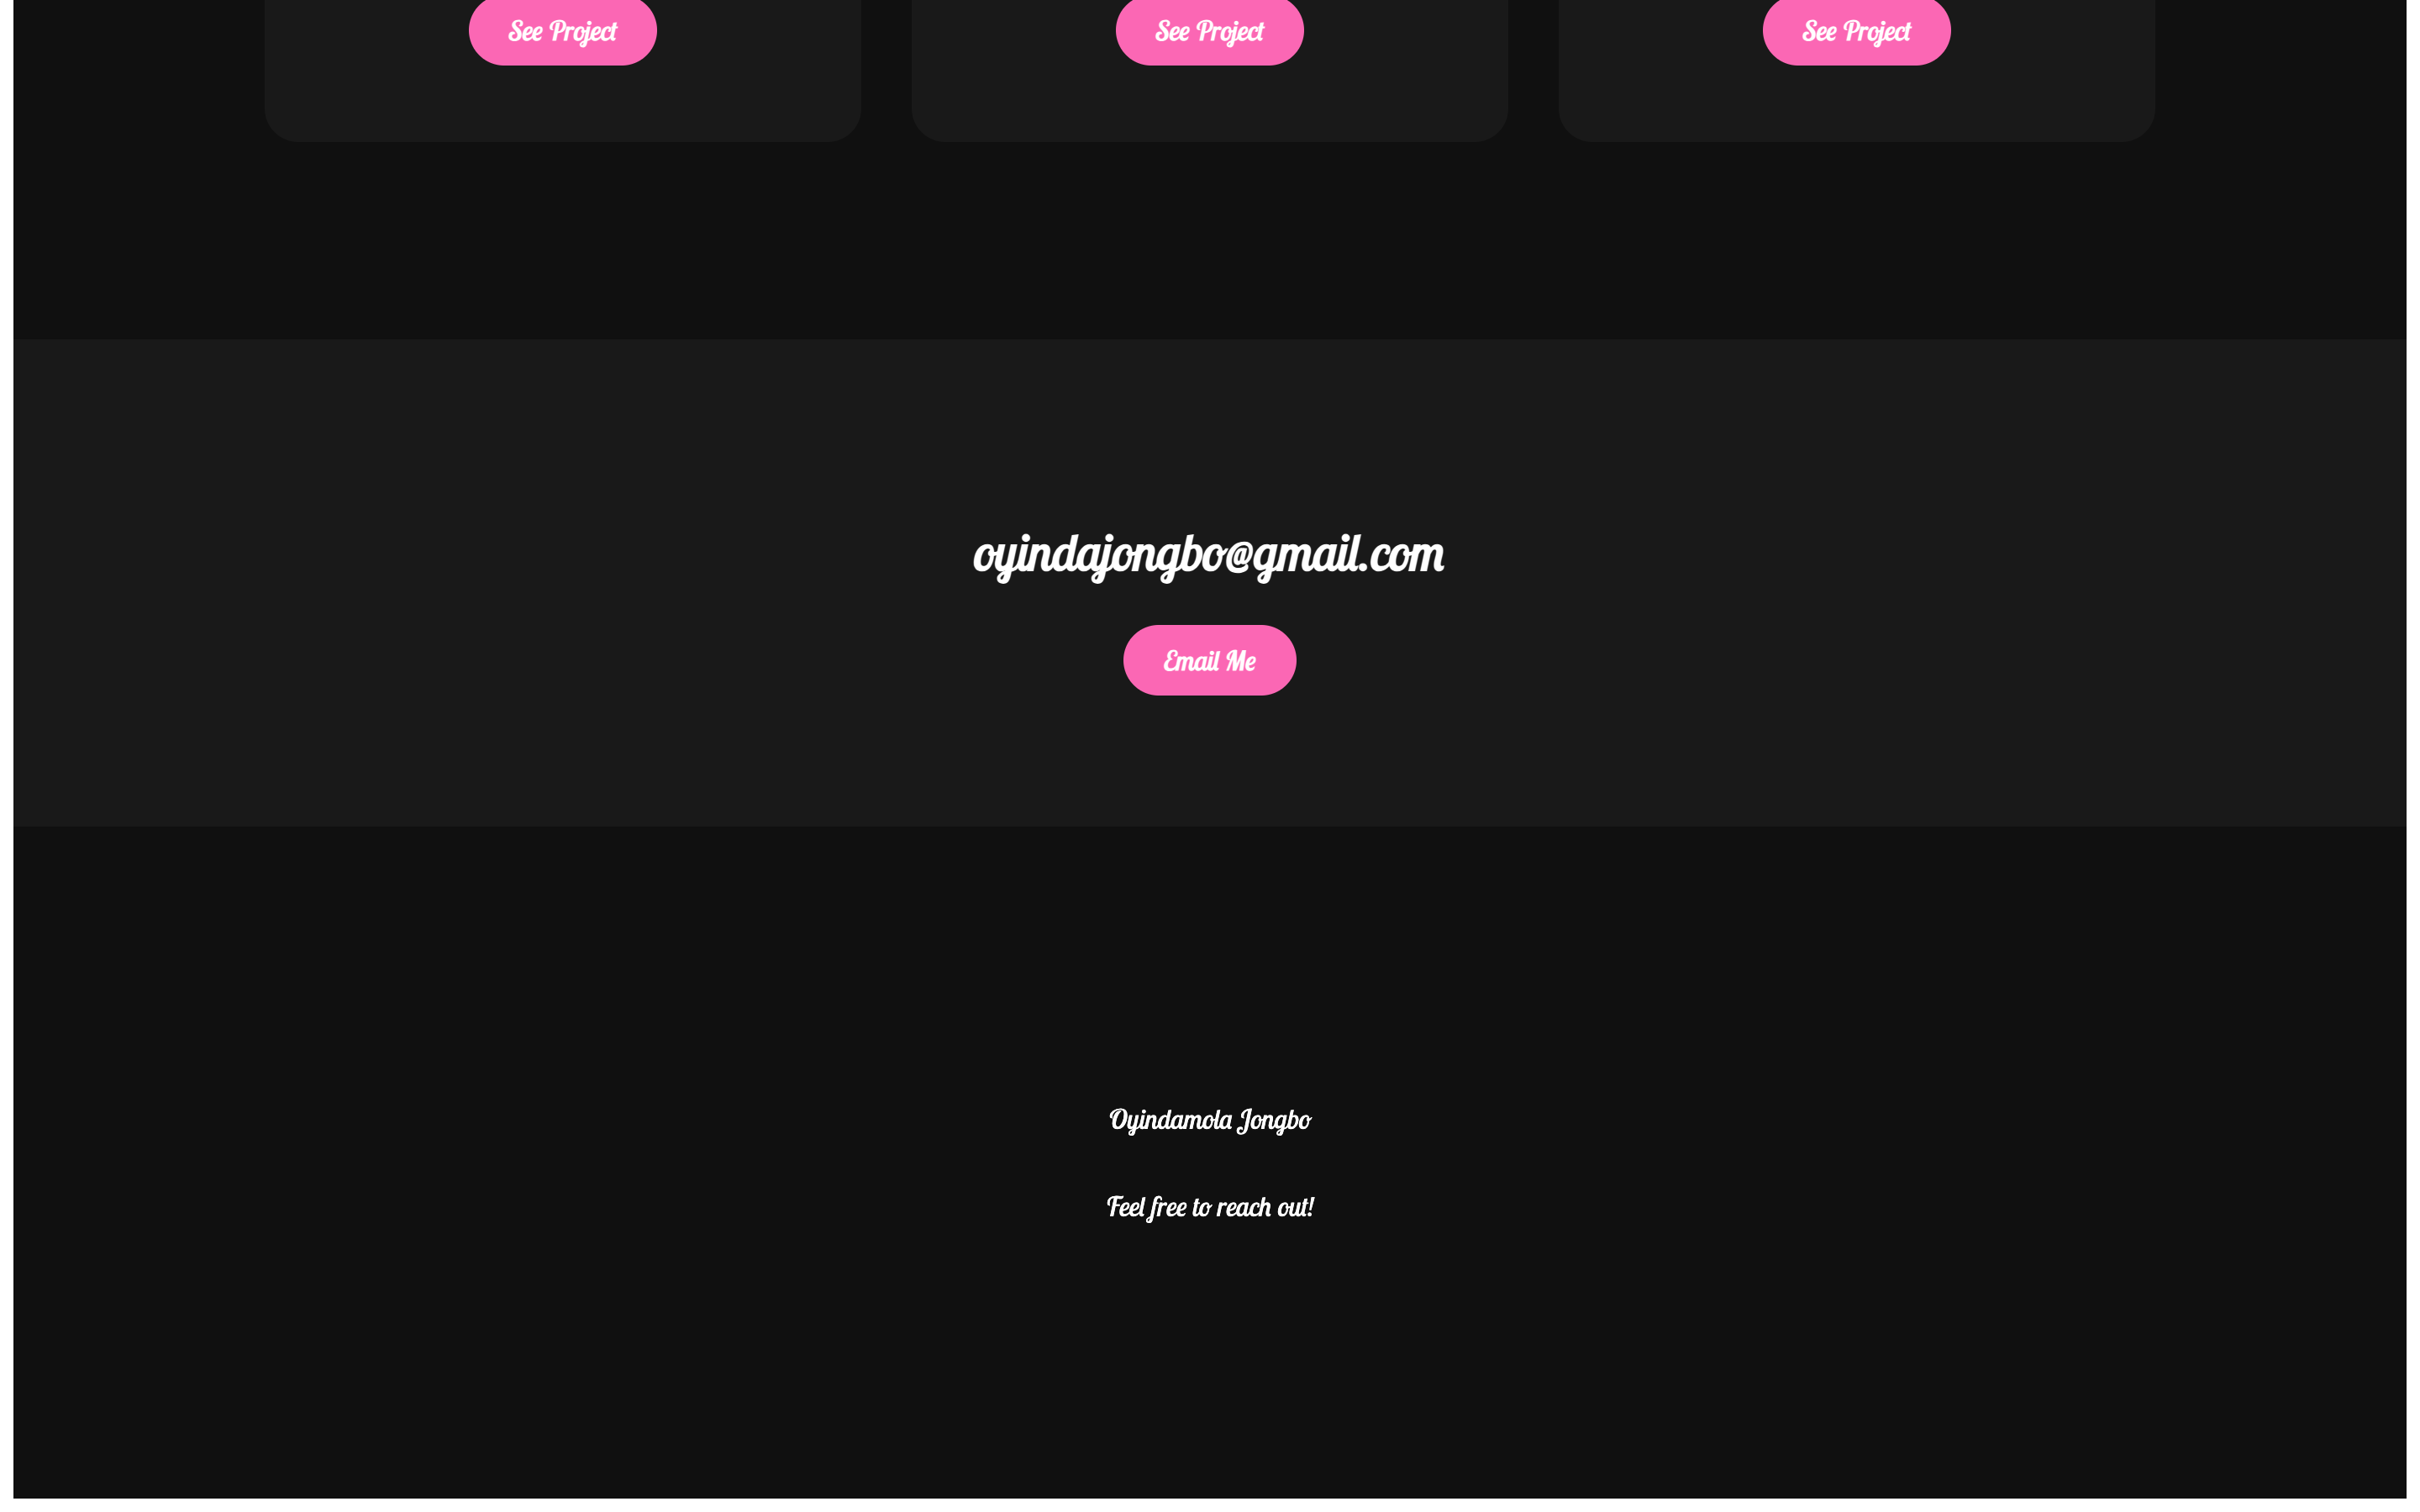 See Project See Project See Project
oyindajongbo@gmail.com
Email Me
Oyindamola Jongbo
Feel free to reach out!